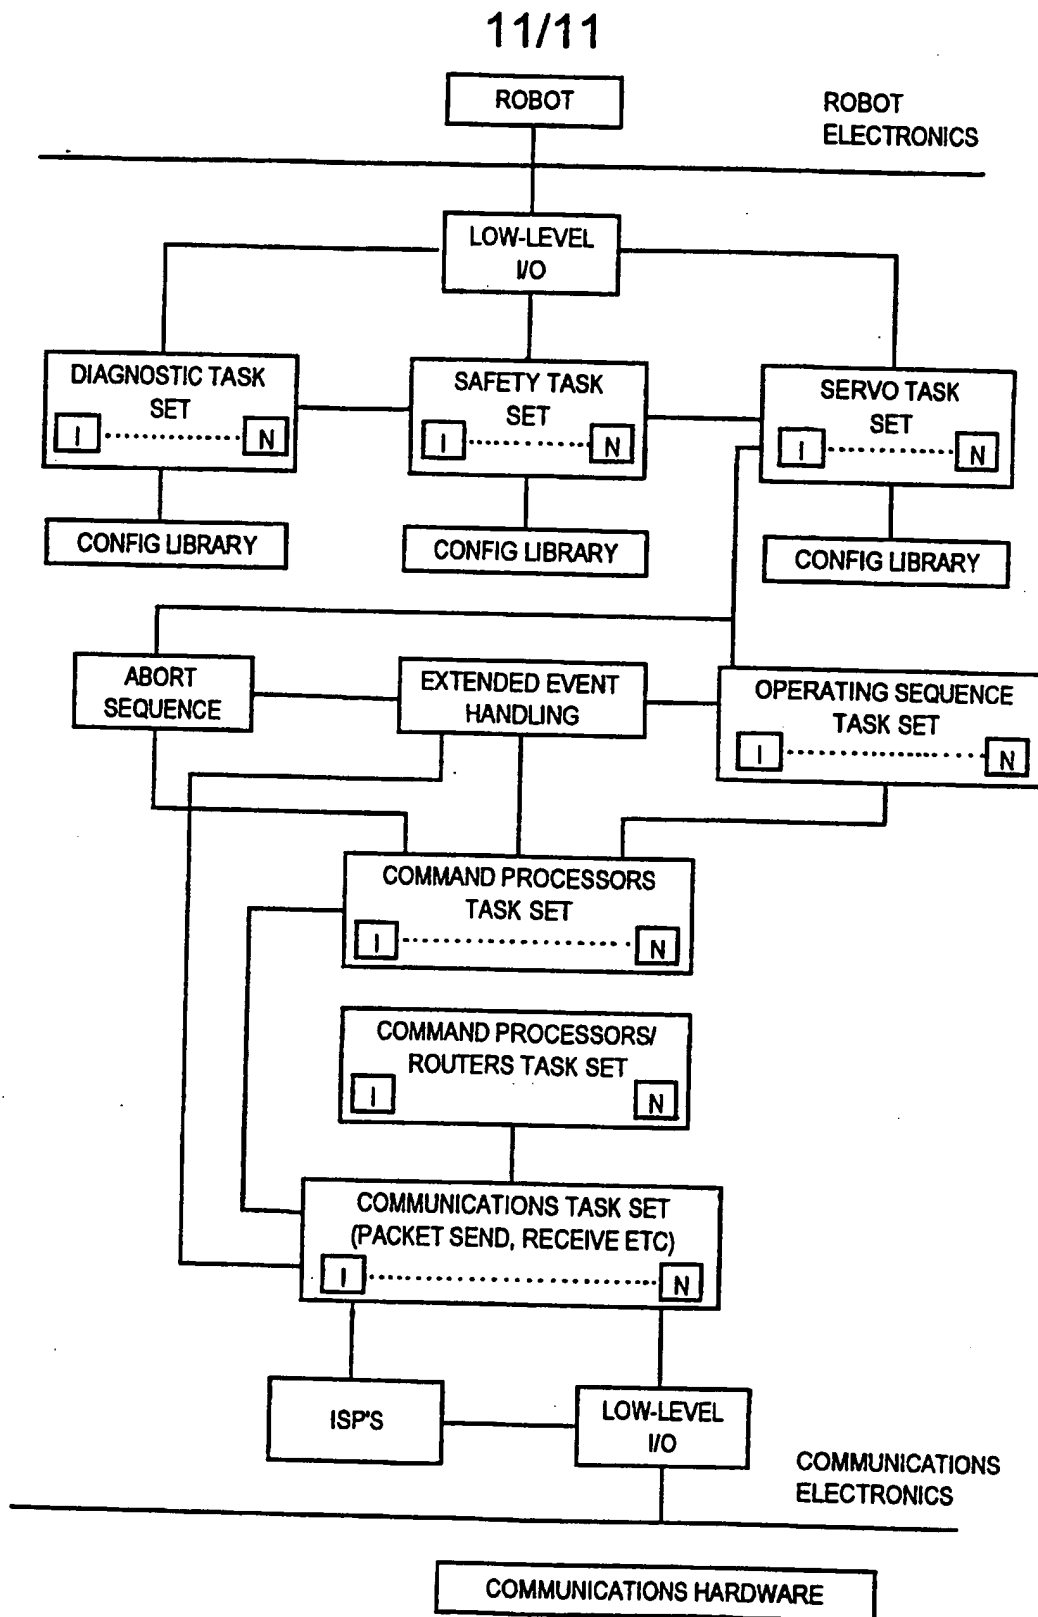 11/11
ROBOT
ROBOT
ELECTRONICS
LOW-LEVEL
I/O
DIAGNOSTIC TASK
SET
I N
SAFETY TASK
SET
I N
SERVO TASK
SET
I N
CONFIG LIBRARY
CONFIG LIBRARY
CONFIG LIBRARY
ABORT
SEQUENCE
EXTENDED EVENT
HANDLING
OPERATING SEQUENCE
TASK SET
I N
COMMAND PROCESSORS
TASK SET
I N
COMMAND PROCESSORS/
ROUTERS TASK SET
I N
COMMUNICATIONS TASK SET
(PACKET SEND, RECEIVE ETC)
I N
ISP'S
LOW-LEVEL
I/O
COMMUNICATIONS
ELECTRONICS
COMMUNICATIONS HARDWARE